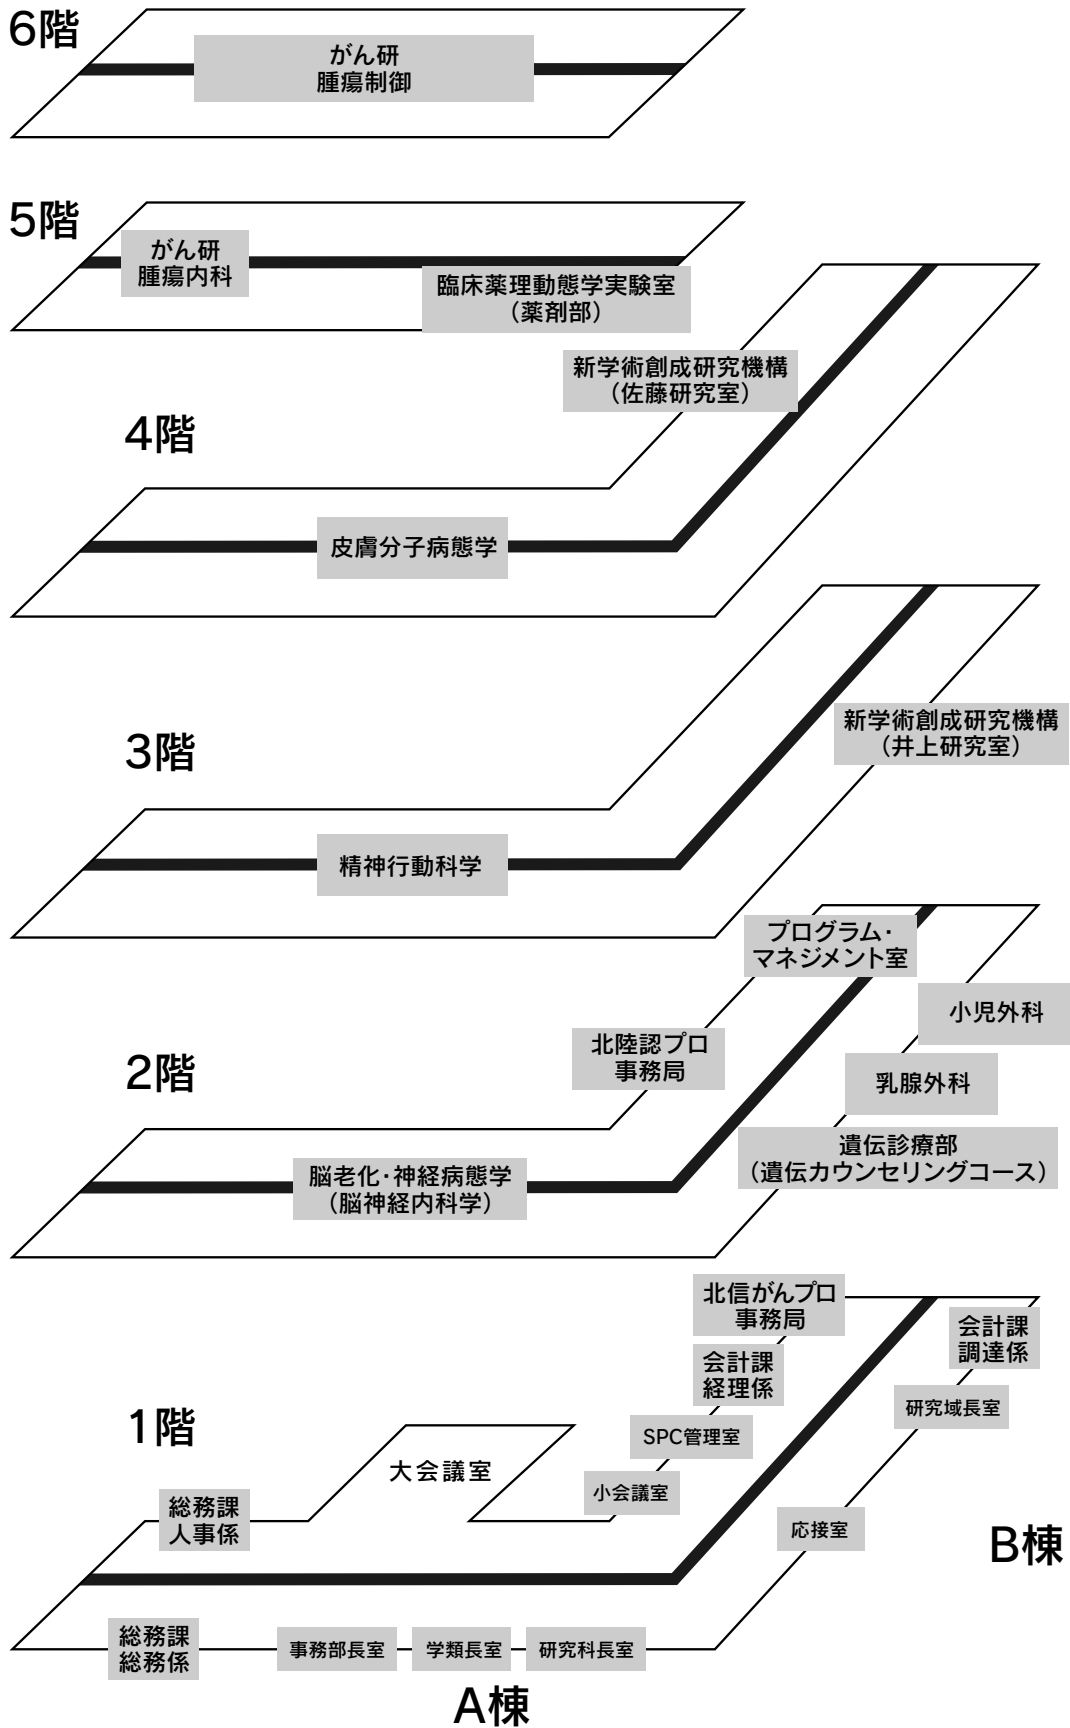 6階
がん研
腫瘍制御
5階
がん研
腫瘍内科
臨床薬理動態学実験室
（薬剤部）
新学術創成研究機構
（佐藤研究室）
4階
皮膚分子病態学
新学術創成研究機構
（井上研究室）
3階
精神行動科学
プログラム・
マネジメント室
小児外科
北陸認プロ
事務局
2階
乳腺外科
遺伝診療部
（遺伝カウンセリングコース）
脳老化・神経病態学
（脳神経内科学）
北信がんプロ
事務局
会計課
調達係
会計課
経理係
研究域長室
1階
SPC管理室
大会議室
小会議室
総務課
人事係
応接室
B棟
総務課
総務係
事務部長室
学類長室
研究科長室
A棟